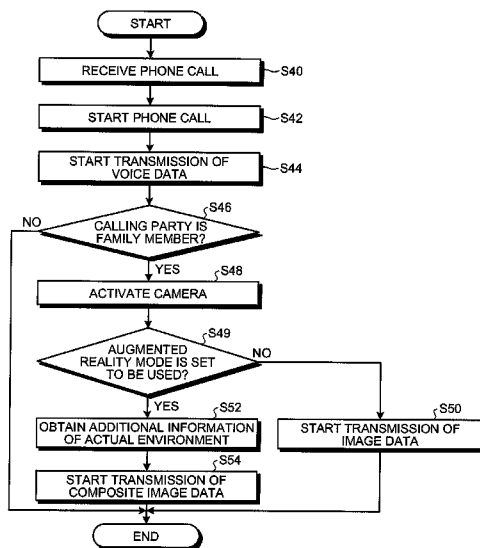 START
RECEIVE PHONE CALL
S40
START PHONE CALL
S42
START TRANSMISSION OF
VOICE DATA
S44
S46
NO
CALLING PARTY IS
FAMILY MEMBER?
YES
S48
ACTIVATE CAMERA
S49
AUGMENTED
REALITY MODE IS SET
TO BE USED?
NO
YES
S52
OBTAIN ADDITIONAL INFORMATION
OF ACTUAL ENVIRONMENT
S50
START TRANSMISSION OF
IMAGE DATA
S54
START TRANSMISSION OF
COMPOSITE IMAGE DATA
END